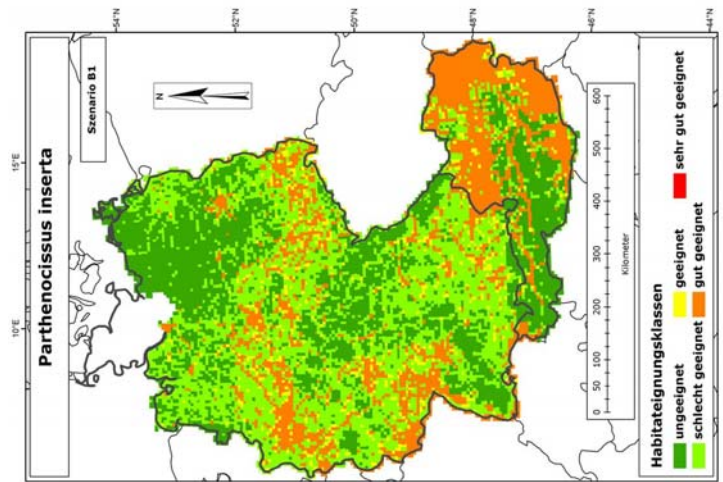 Parthenocissus inserta
Szenario B1
N
10°E
15°E
54°N
52°N
50°N
48°N
46°N
44°N
0 50 100 150 200 300 400 500 600
Kilometer
Habitateignungsklassen
ungeeignet
schlecht geeignet
geeignet
gut geeignet
sehr gut geeignet